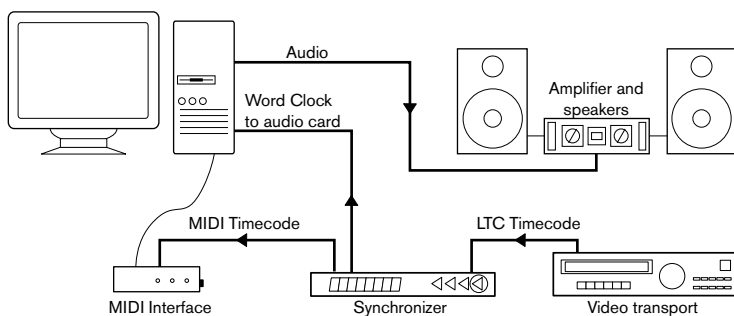 Audio
Amplifier and
speakers
Word Clock
to audio card
MIDI Timecode
LTC Timecode
MIDI Interface
Synchronizer
Video transport